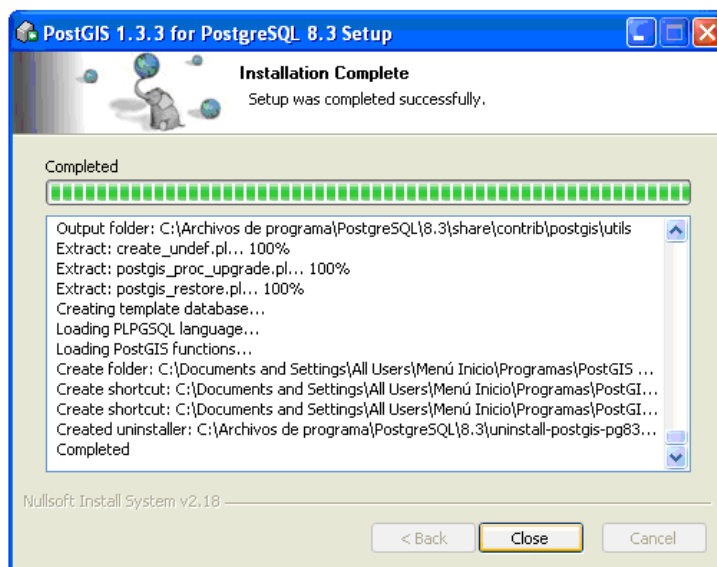 PostGIS 1.3.3 for PostgreSQL 8.3 Setup
Installation Complete
Setup was completed successfully.
Completed
Output folder: C:\Archivos de programa\PostgreSQL\8.3\share\contrib\postgis\utils
Extract: create_undef.pl... 100%
Extract: postgis_proc_upgrade.pl... 100%
Extract: postgis_restore.pl... 100%
Creating template database...
Loading PLPGSQL language...
Loading PostGIS functions...
Create folder: C:\Documents and Settings\All Users\Menú Inicio\Programas\PostGIS ...
Create shortcut: C:\Documents and Settings\All Users\Menú Inicio\Programas\PostGI...
Create shortcut: C:\Documents and Settings\All Users\Menú Inicio\Programas\PostGI...
Created uninstaller: C:\Archivos de programa\PostgreSQL\8.3\uninstall-postgis-pg83...
Completed
Nullsoft Install System v2.18
< Back Close Cancel